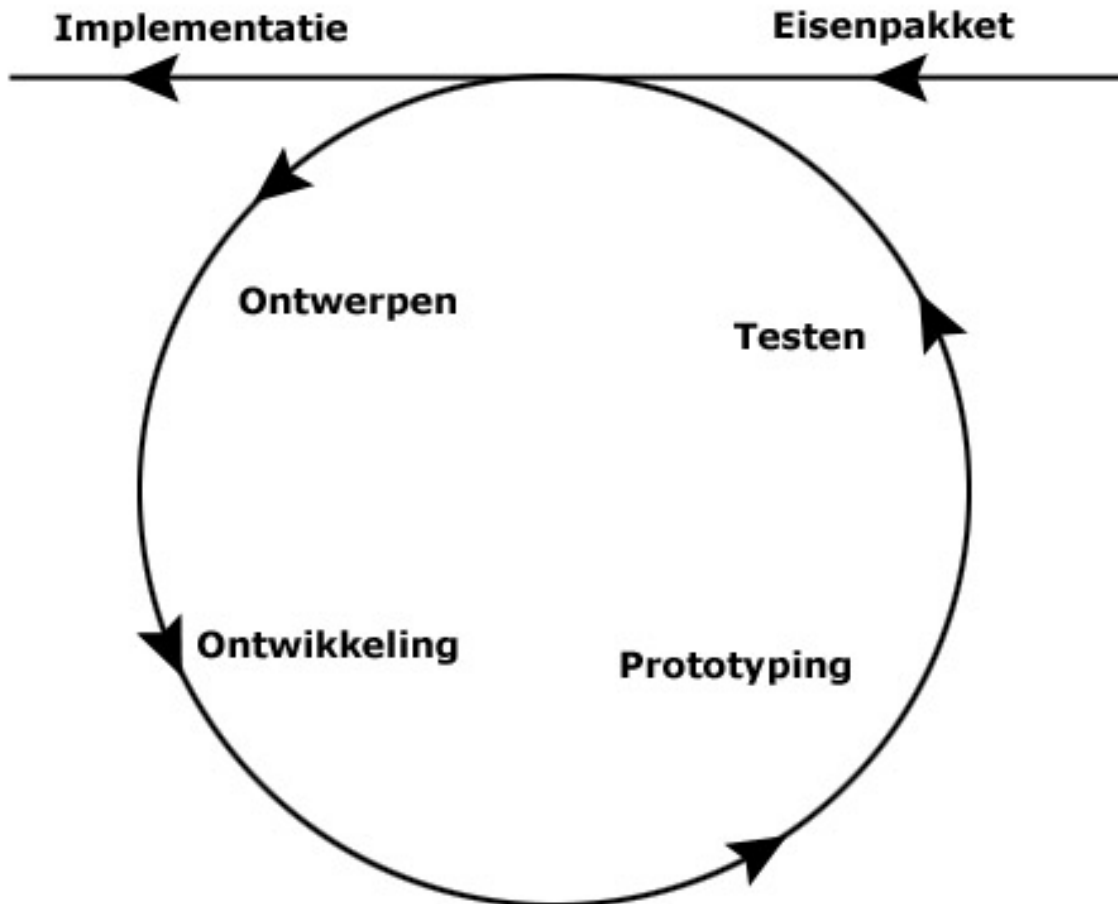 Implementatie
Eisenpakket
Ontwerpen
Testen
Ontwikkeling
Prototyping